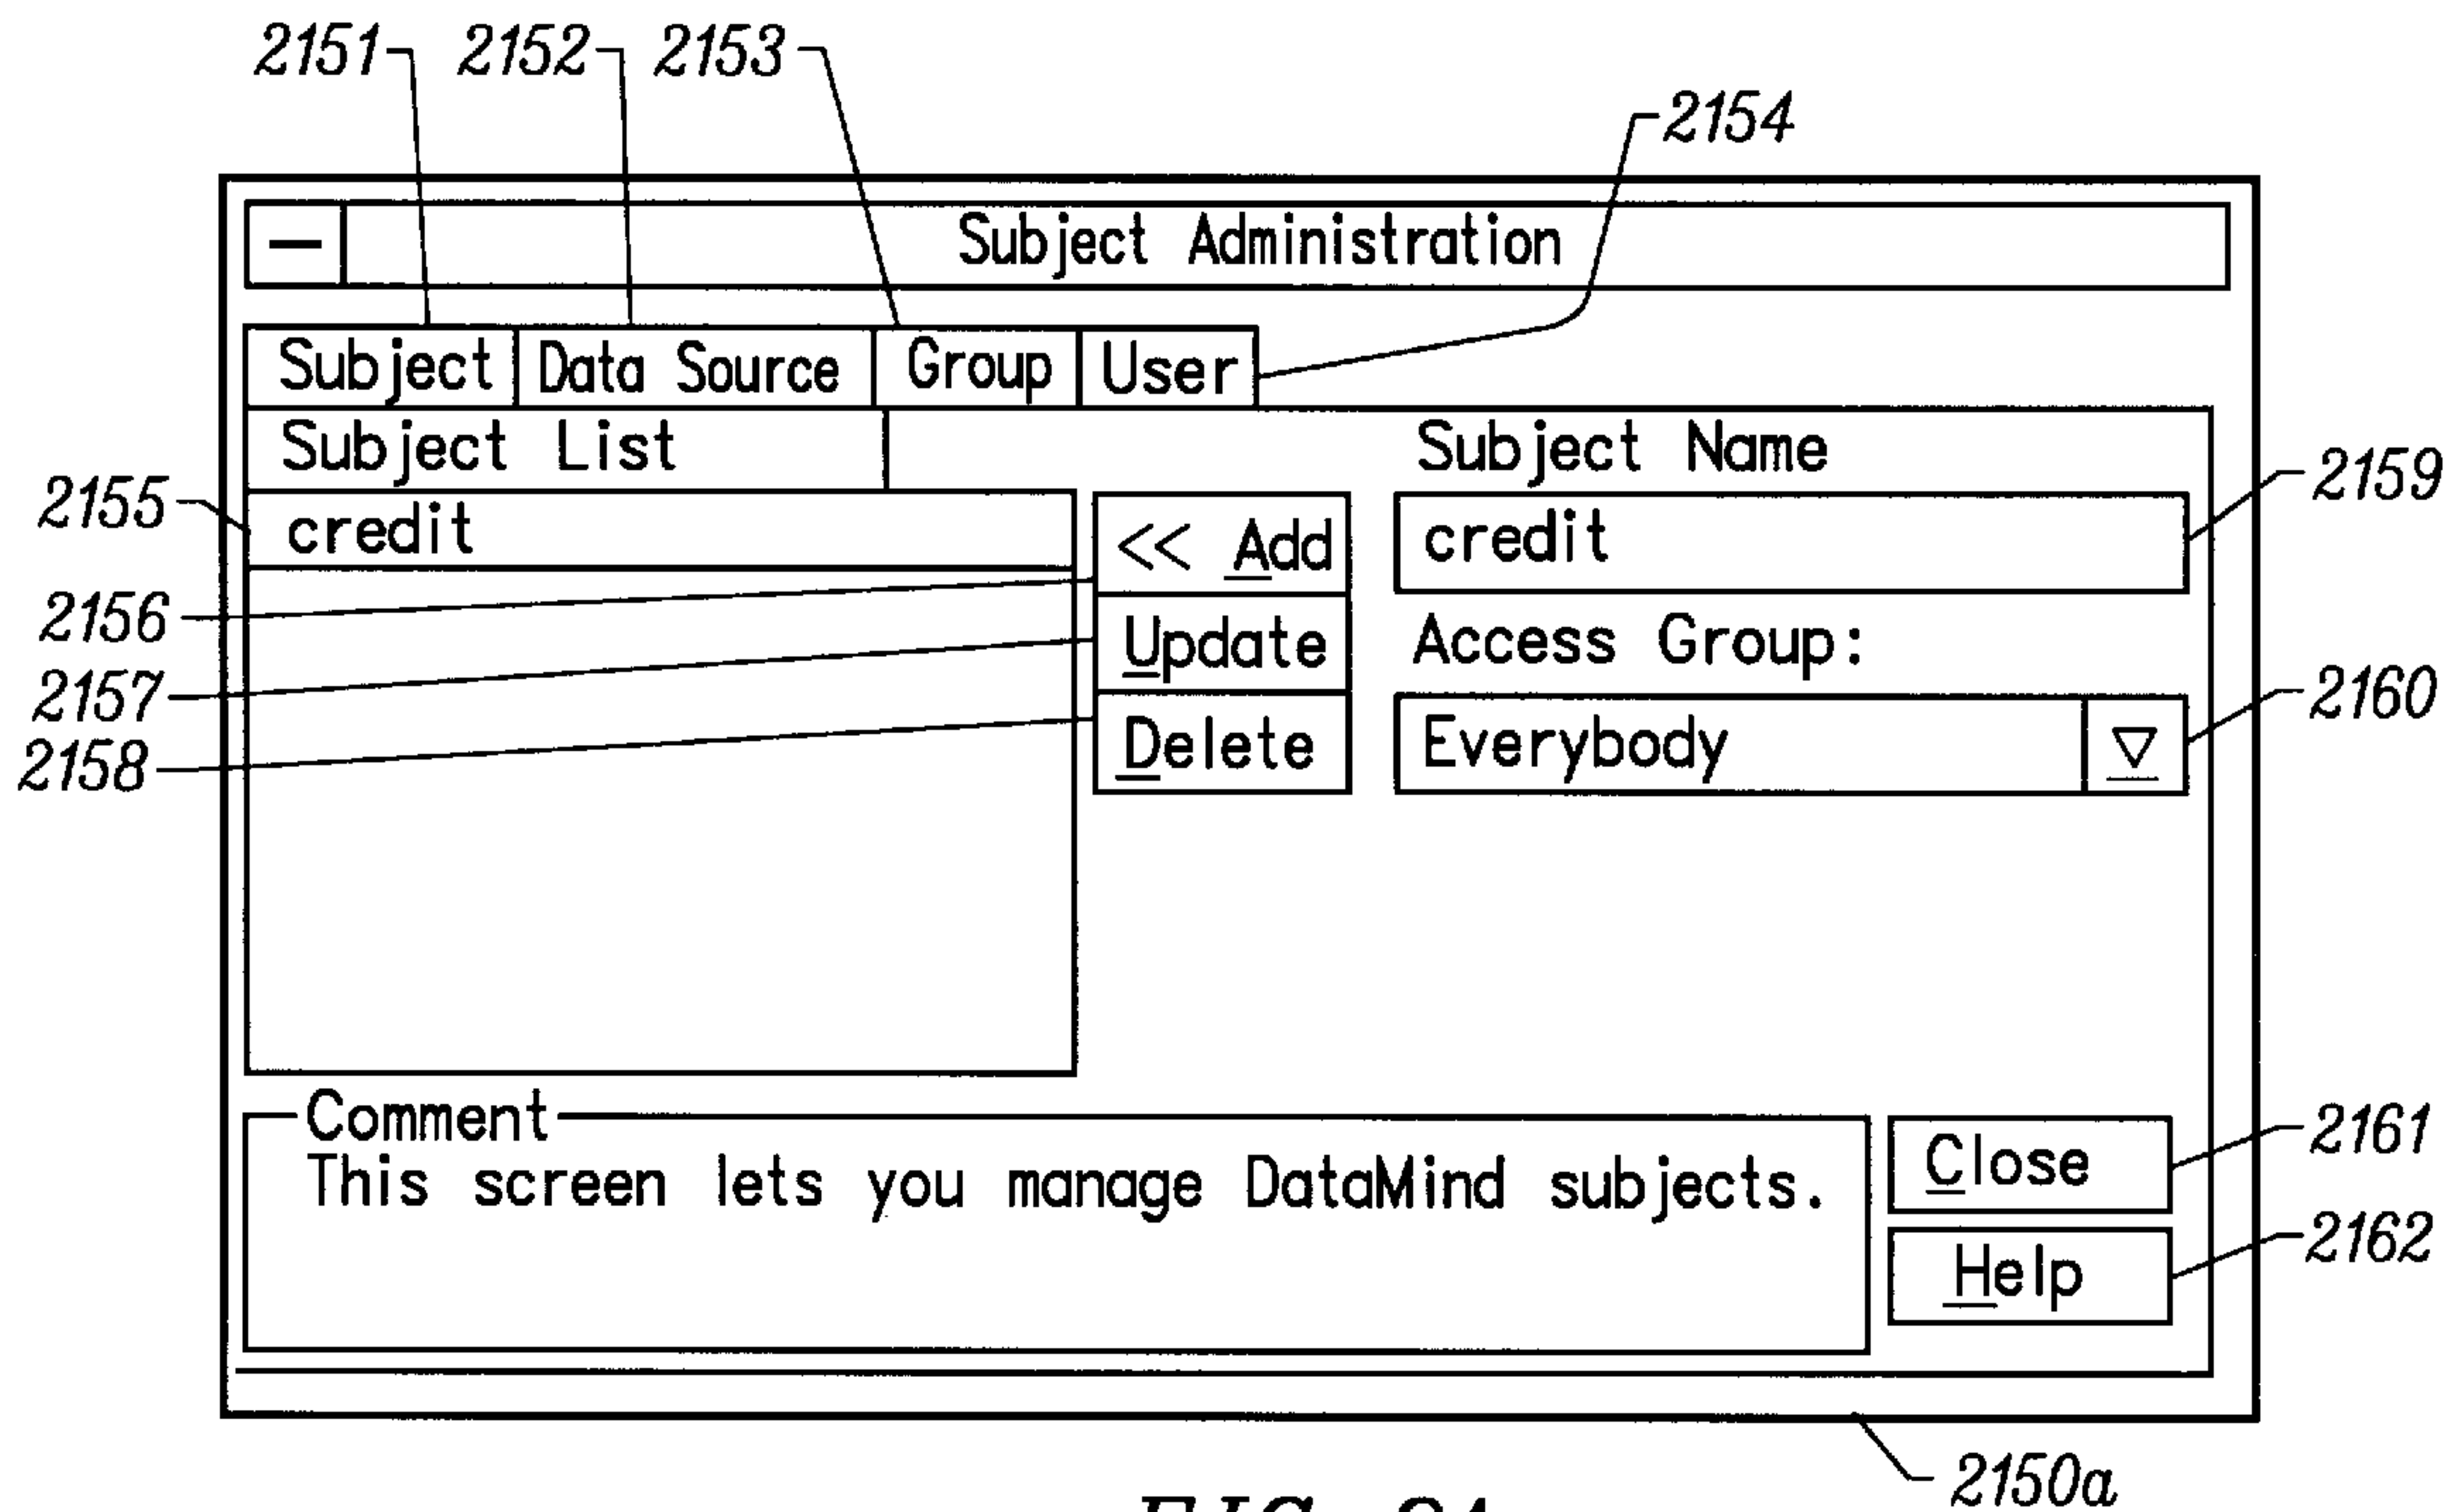 2151 2152 2153
2154
Subject Administration
Subject Data Source Group User
Subject List
Subject Name
2155
credit
<< Add
credit
2159
2156
Update
Access Group:
2157
Delete
Everybody
2160
2158
Comment
This screen lets you manage DataMind subjects.
Close
2161
Help
2162
2150a